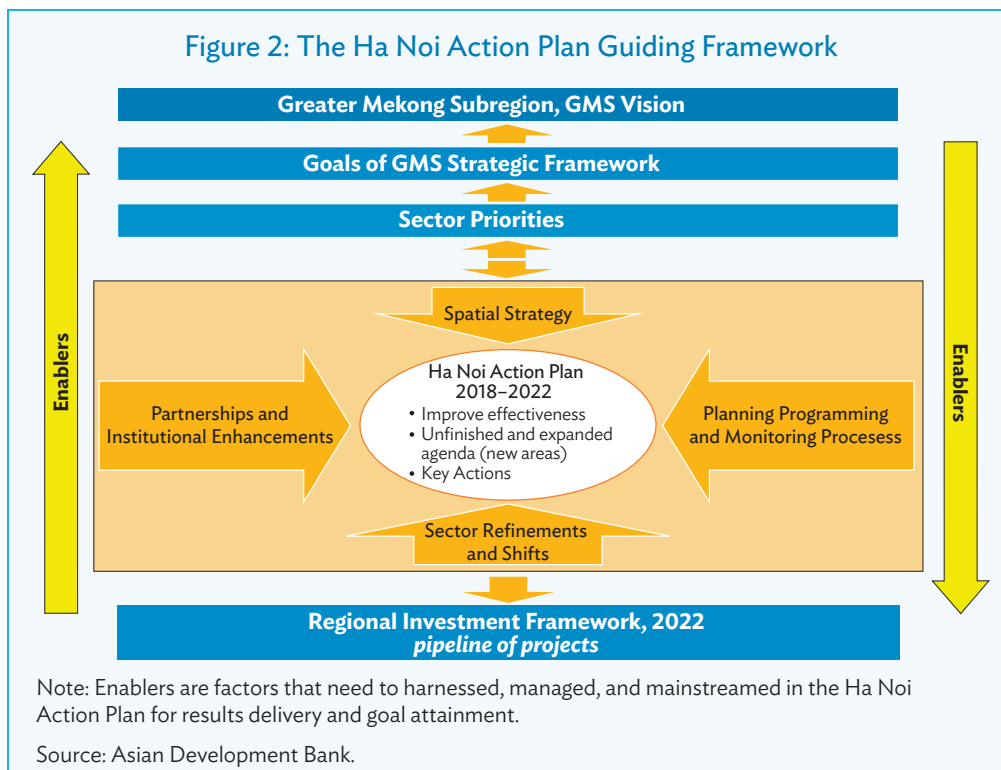 Figure 2: The Ha Noi Action Plan Guiding Framework
Greater Mekong Subregion, GMS Vision
Goals of GMS Strategic Framework
Sector Priorities
Enablers
Enablers
Spatial Strategy
Partnerships and
Institutional Enhancements
Ha Noi Action Plan
2018–2022
• Improve effectiveness
• Unfinished and expanded
agenda (new areas)
• Key Actions
Planning Programming
and Monitoring Procesess
Sector Refinements
and Shifts
Regional Investment Framework, 2022
pipeline of projects
Note: Enablers are factors that need to harnessed, managed, and mainstreamed in the Ha Noi
Action Plan for results delivery and goal attainment.
Source: Asian Development Bank.